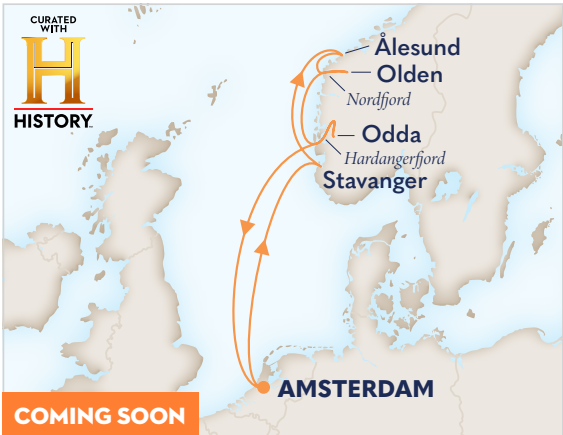 CURATED
WITH
H
HISTORY
Ålesund
Olden
Nordfjord
Odda
Hardangerfjord
Stavanger
AMSTERDAM
COMING SOON